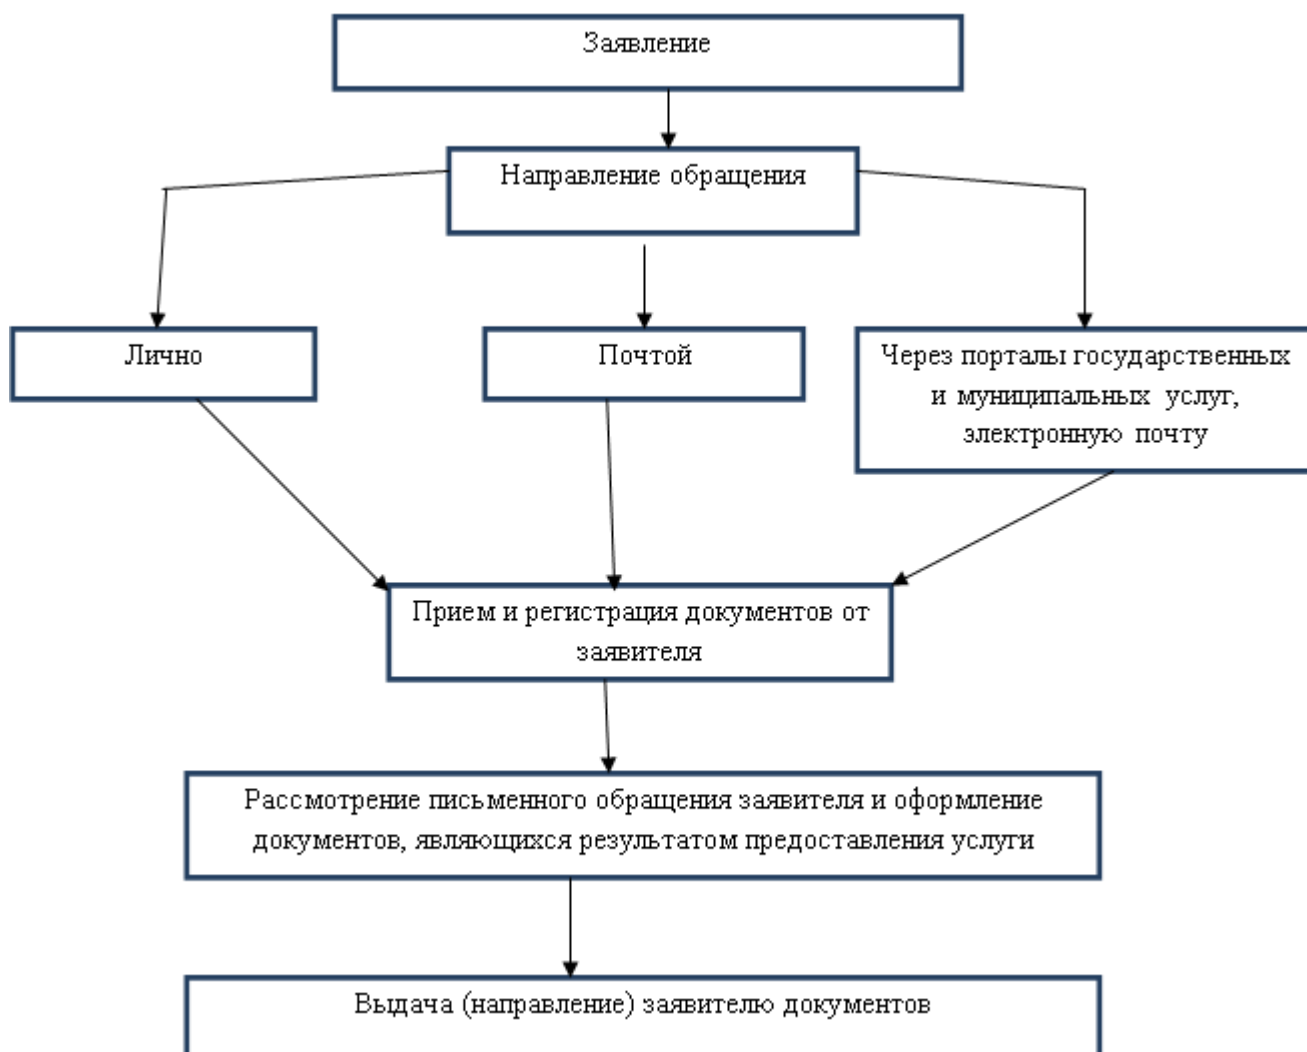 Заявление
Направление обращения
Лично
Почтой
Через порталы государственных
и муниципальных услуг,
электронную почту
Прием и регистрация документов от
заявителя
Рассмотрение письменного обращения заявителя и оформление
документов, являющихся результатом предоставления услуги
Выдача (направление) заявителю документов